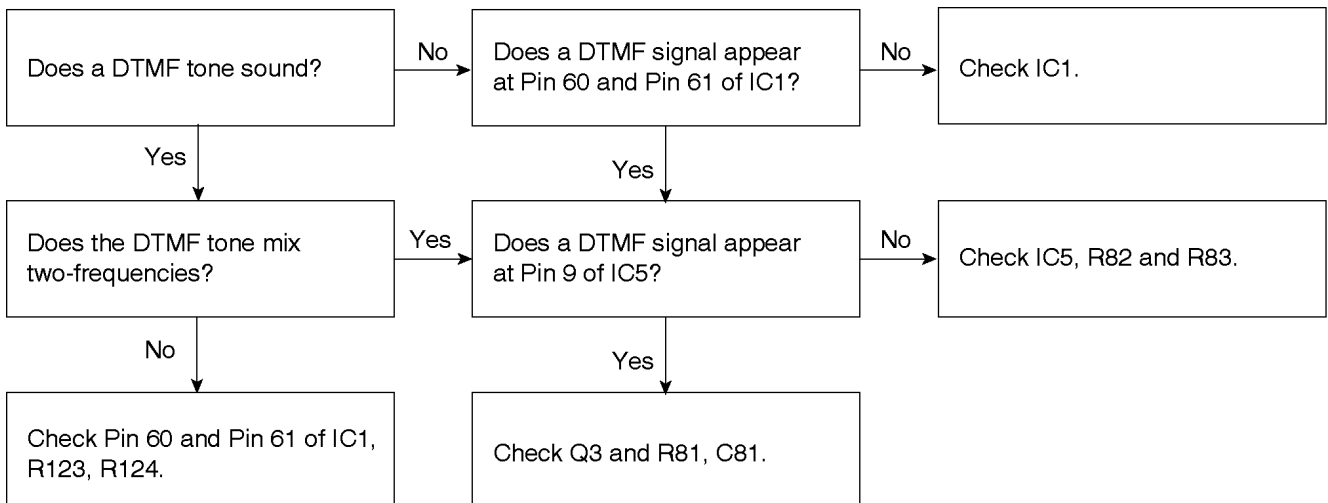 Does a DTMF tone sound?
No
Does a DTMF signal appear
at Pin 60 and Pin 61 of IC1?
No
Check IC1.
Yes
Yes
Does the DTMF tone mix
two-frequencies?
Yes
Does a DTMF signal appear
at Pin 9 of IC5?
No
Check IC5, R82 and R83.
No
Yes
Check Pin 60 and Pin 61 of IC1,
R123, R124.
Check Q3 and R81, C81.